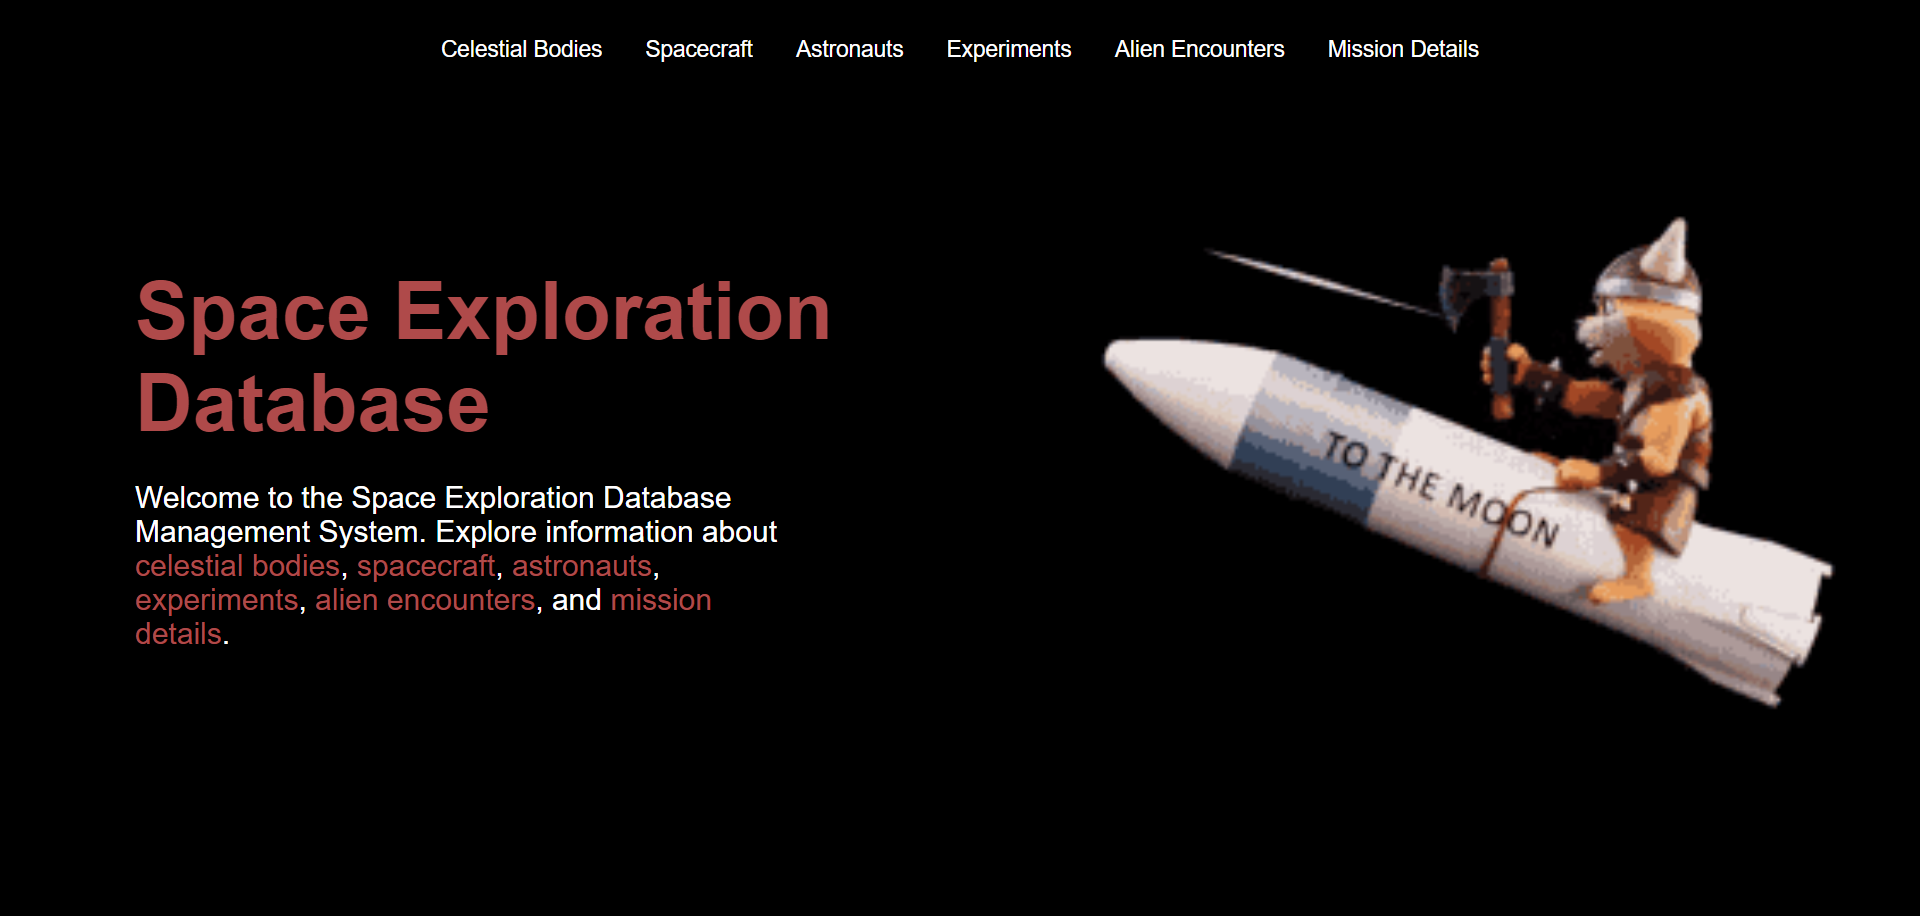 Celestial Bodies Spacecraft Astronauts Experiments Alien Encounters Mission Details
Space Exploration
Database
Welcome to the Space Exploration Database
Management System. Explore information about
celestial bodies, spacecraft, astronauts,
experiments, alien encounters, and mission
details.
TO THE MOON